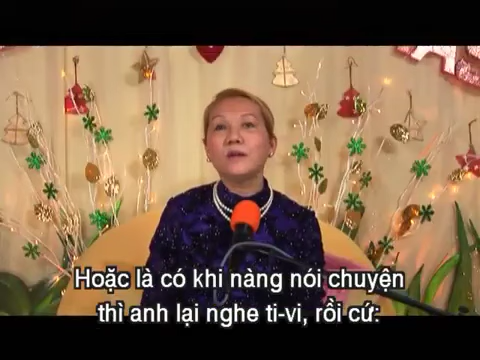 Hoặc là có khi nàng nói chuyện
thì anh lại nghe ti-vi, rồi cứ: